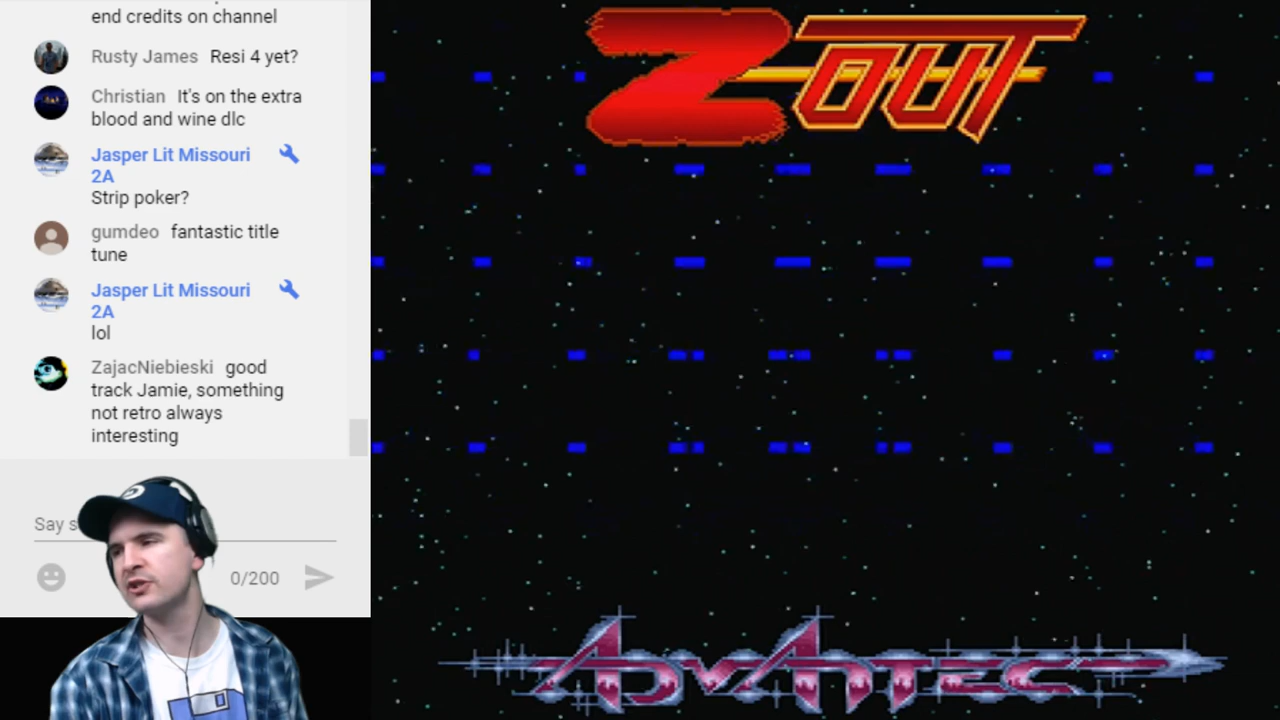 end credits on channel
Rusty James Resi 4 yet?
Christian It's on the extra
blood and wine dlc
Jasper Lit Missouri
2A
Strip poker?
gumdeo fantastic title
tune
Jasper Lit Missouri
2A
lol
ZajacNiebieski good
track Jamie, something
not retro always
interesting
Say s
0/200
Z-OUT
ADVANTEC